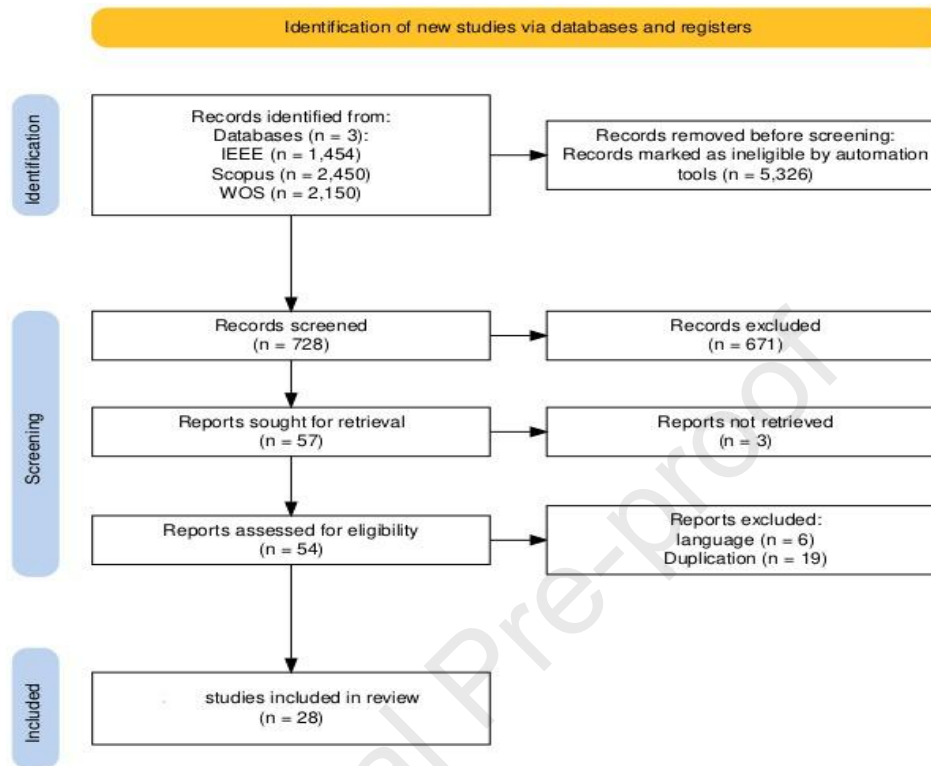 Identification of new studies via databases and registers
Identification
Records identified from:
Databases (n = 3):
IEEE (n = 1,454)
Scopus (n = 2,450)
WOS (n = 2,150)
Records removed before screening:
Records marked as ineligible by automation
tools (n = 5,326)
Screening
Records screened
(n = 728)
Records excluded
(n = 671)
Reports sought for retrieval
(n = 57)
Reports not retrieved
(n = 3)
Reports assessed for eligibility
(n = 54)
Reports excluded:
language (n = 6)
Duplication (n = 19)
Included
studies included in review
(n = 28)
al Pre-proof